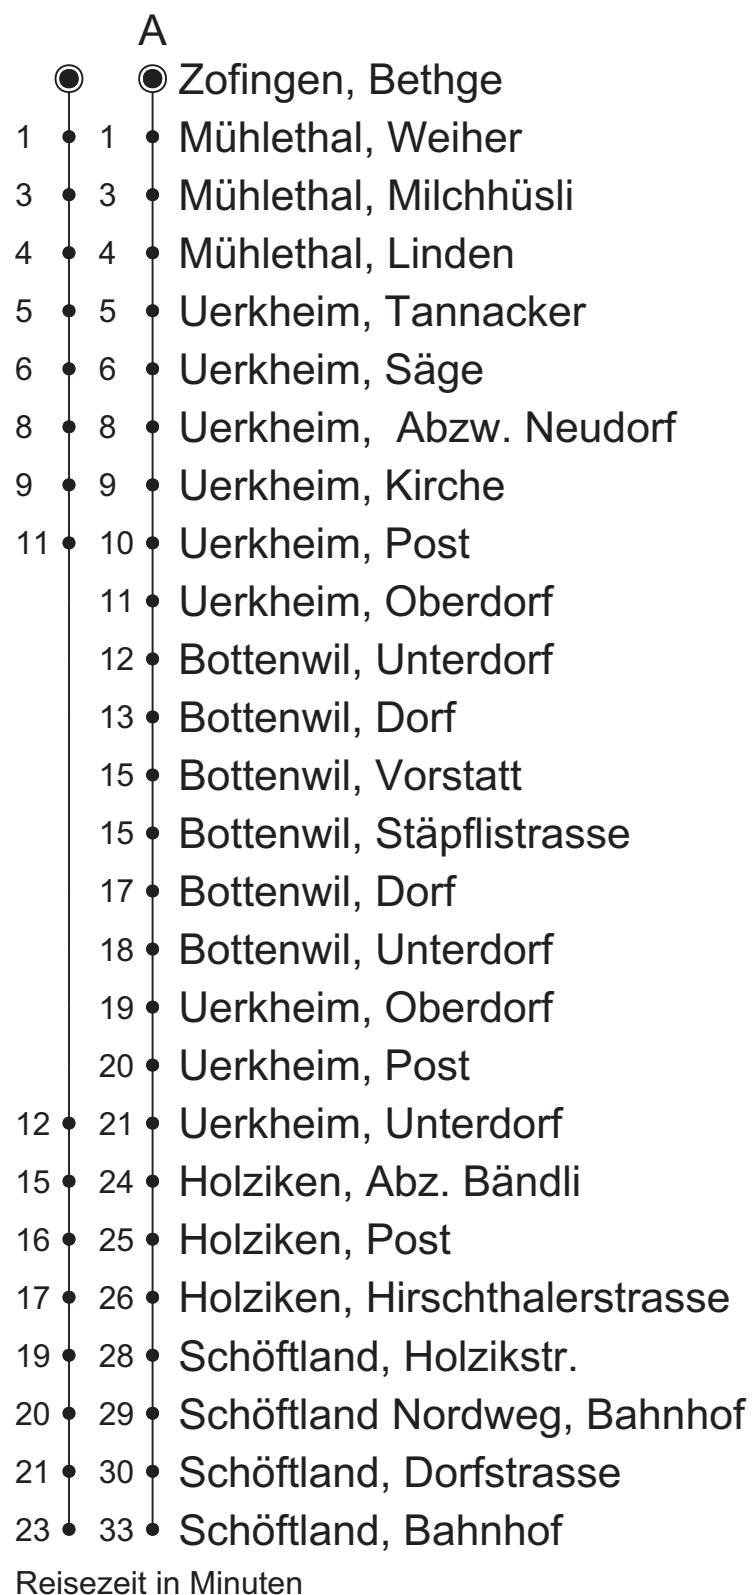 A
Zofingen, Bethge
1 1 Mühlethal, Weiher
3 3 Mühlethal, Milchhüsli
4 4 Mühlethal, Linden
5 5 Uerkheim, Tannacker
6 6 Uerkheim, Säge
8 8 Uerkheim, Abzw. Neudorf
9 9 Uerkheim, Kirche
11 10 Uerkheim, Post
11 Uerkheim, Oberdorf
12 Bottenwil, Unterdorf
13 Bottenwil, Dorf
15 Bottenwil, Vorstatt
15 Bottenwil, Stäpflistrasse
17 Bottenwil, Dorf
18 Bottenwil, Unterdorf
19 Uerkheim, Oberdorf
20 Uerkheim, Post
12 21 Uerkheim, Unterdorf
15 24 Holziken, Abz. Bändli
16 25 Holziken, Post
17 26 Holziken, Hirschthalerstrasse
19 28 Schöftland, Holzikstr.
20 29 Schöftland Nordweg, Bahnhof
21 30 Schöftland, Dorfstrasse
23 33 Schöftland, Bahnhof
Reisezeit in Minuten